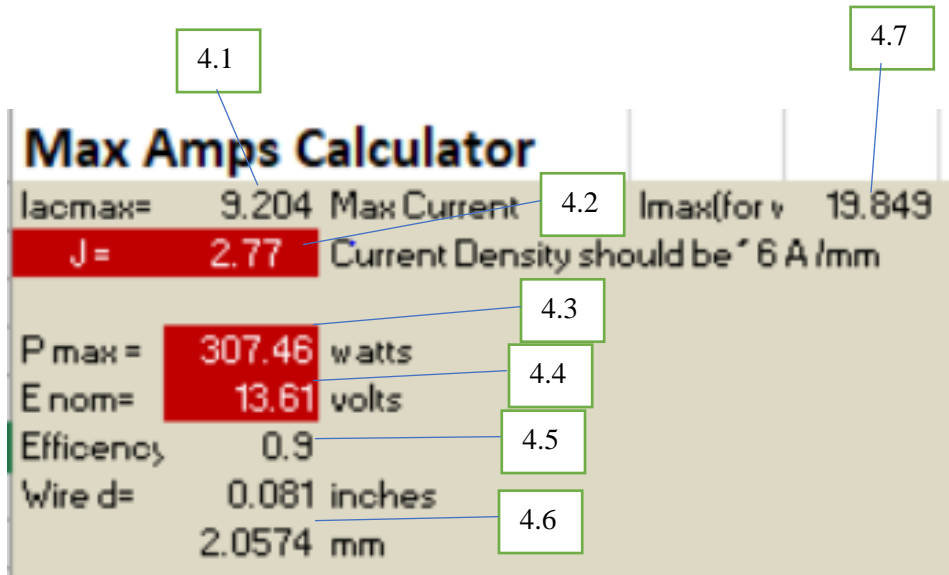 4.1
4.7
Max Amps Calculator
Iacmax= 9.204 Max Current 4.2 Imax(for v 19.849
J= 2.77 Current Density should be ˜ 6 A/mm
4.3
P max = 307.46 watts
4.4
E nom= 13.61 volts
Efficency 0.9 4.5
Wire d= 0.081 inches
4.6
2.0574 mm